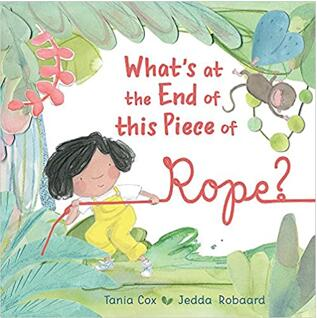 What's at
the End of
this Piece of
Rope?
Tania Cox Jedda Robaard